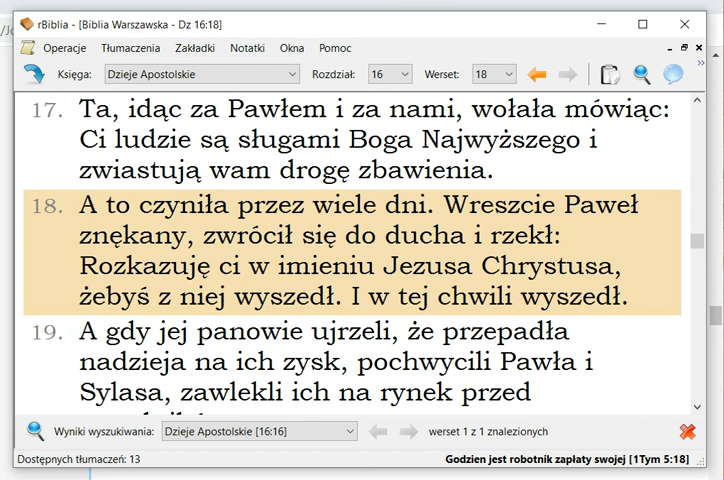 rBiblia - [Biblia Warszawska - Dz 16:18]
Operacje Tłumaczenia Zakładki Notatki Okna Pomoc
Księga: Dzieje Apostolskie Rozdział: 16 Werset: 18
17. Ta, idąc za Pawłem i za nami, wołała mówiąc:
Ci ludzie są sługami Boga Najwyższego i
zwiastują wam drogę zbawienia.
18. A to czyniła przez wiele dni. Wreszcie Paweł
znękany, zwrócił się do ducha i rzekł:
Rozkazuję ci w imieniu Jezusa Chrystusa,
żebyś z niej wyszedł. I w tej chwili wyszedł.
19. A gdy jej panowie ujrzeli, że przepadła
nadzieja na ich zysk, pochwycili Pawła i
Sylasa, zawlekli ich na rynek przed
Wyniki wyszukiwania: Dzieje Apostolskie [16:16] werset 1 z 1 znalezionych
Dostępnych tłumaczeń: 13 Godzien jest robotnik zapłaty swojej [1Tym 5:18]